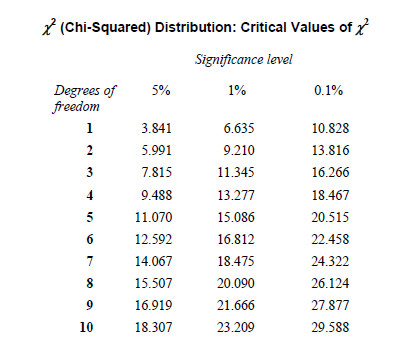 χ² (Chi-Squared) Distribution: Critical Values of χ²
Significance level
Degrees of freedom 5% 1% 0.1%
1 3.841 6.635 10.828
2 5.991 9.210 13.816
3 7.815 11.345 16.266
4 9.488 13.277 18.467
5 11.070 15.086 20.515
6 12.592 16.812 22.458
7 14.067 18.475 24.322
8 15.507 20.090 26.124
9 16.919 21.666 27.877
10 18.307 23.209 29.588